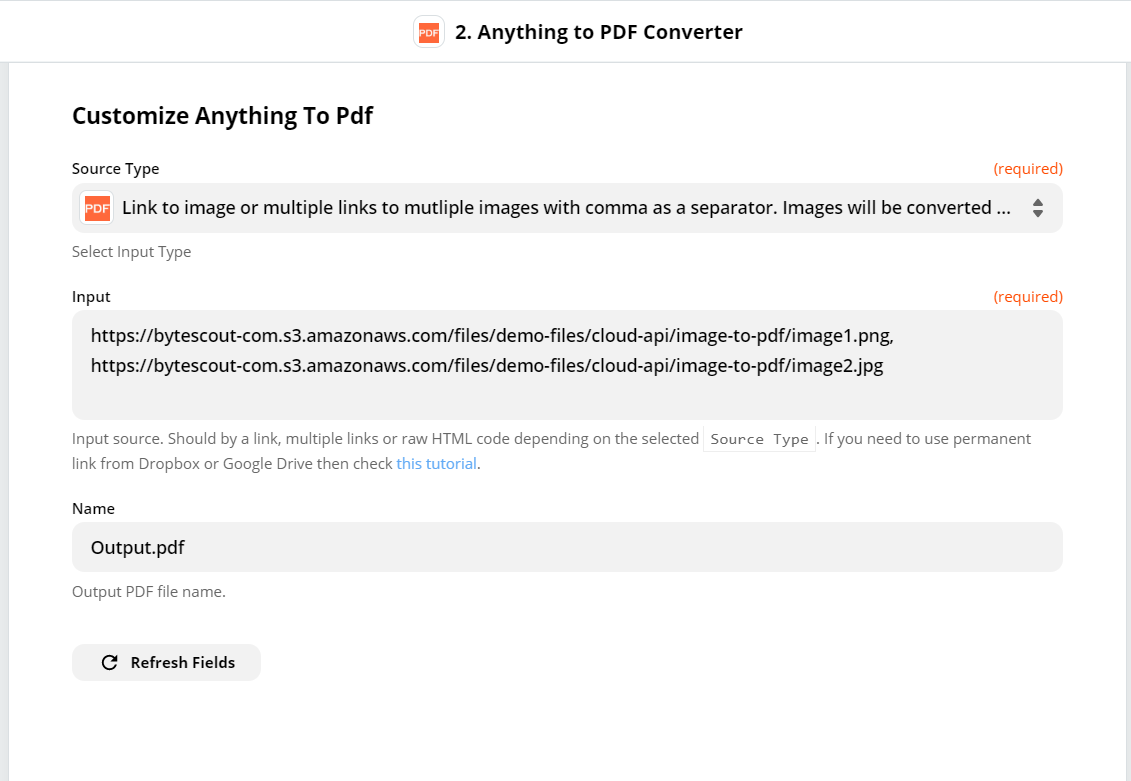 PDF 2. Anything to PDF Converter
Customize Anything To Pdf
Source Type (required)
PDF Link to image or multiple links to mutliple images with comma as a separator. Images will be converted ...
Select Input Type
Input (required)
https://bytescout-com.s3.amazonaws.com/files/demo-files/cloud-api/image-to-pdf/image1.png,
https://bytescout-com.s3.amazonaws.com/files/demo-files/cloud-api/image-to-pdf/image2.jpg
Input source. Should by a link, multiple links or raw HTML code depending on the selected Source Type. If you need to use permanent
link from Dropbox or Google Drive then check this tutorial.
Name
Output.pdf
Output PDF file name.
Refresh Fields